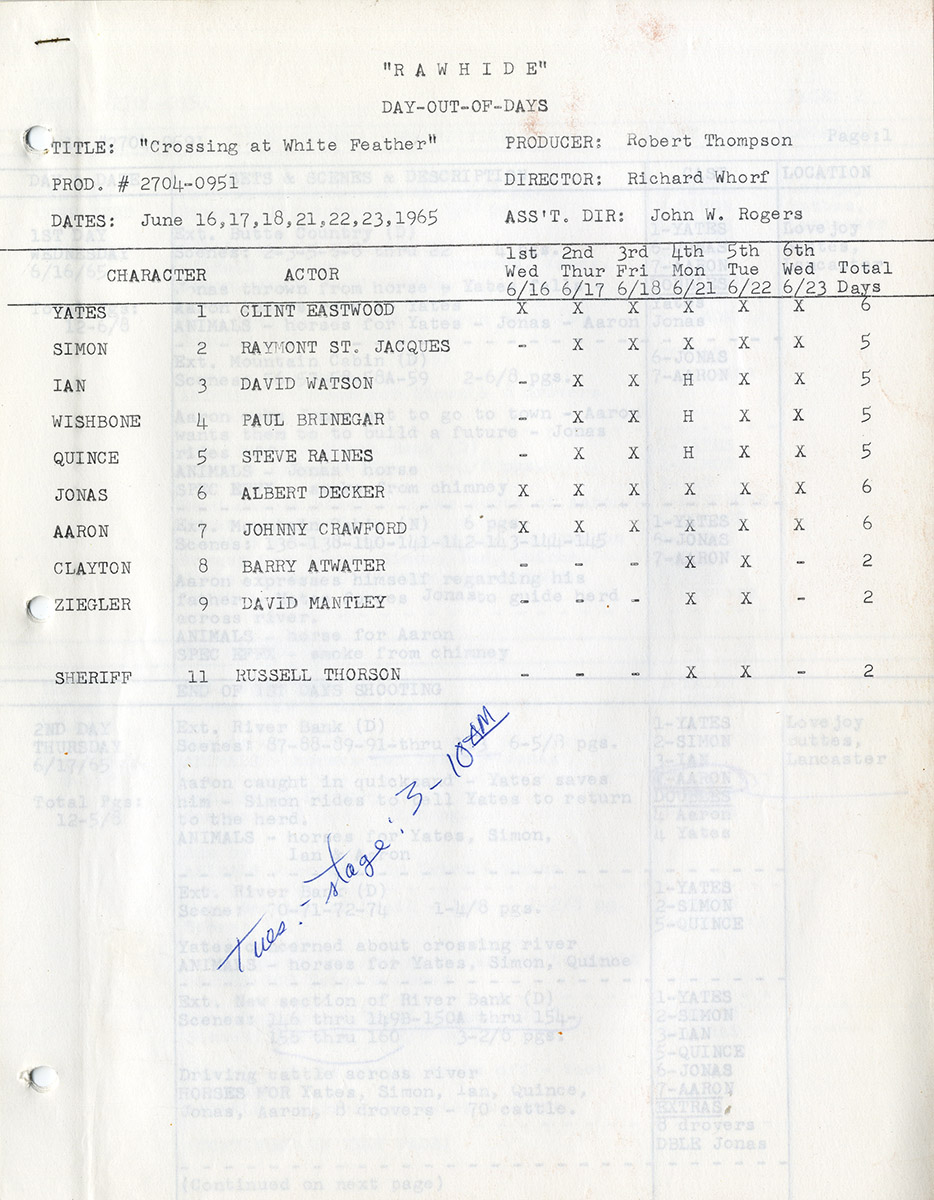 "R A W H I D E"
DAY-OUT-OF-DAYS
TITLE: "Crossing at White Feather" PRODUCER: Robert Thompson
PROD. # 2704-0951 DIRECTOR: Richard Whorf
DATES: June 16,17,18,21,22,23,1965 ASS'T. DIR: John W. Rogers
1st 2nd 3rd 4th 5th 6th
Wed Thur Fri Mon Tue Wed Total
CHARACTER ACTOR 6/16 6/17 6/18 6/21 6/22 6/23 Days
YATES 1 CLINT EASTWOOD X X X X X X 6
SIMON 2 RAYMONT ST. JACQUES - X X X X X 5
IAN 3 DAVID WATSON - X X H X X 5
WISHBONE 4 PAUL BRINEGAR - X X H X X 5
QUINCE 5 STEVE RAINES - X X H X X 5
JONAS 6 ALBERT DECKER X X X X X X 6
AARON 7 JOHNNY CRAWFORD X X X X X X 6
CLAYTON 8 BARRY ATWATER - - - X X - 2
ZIEGLER 9 DAVID MANTLEY - - - X X - 2
SHERIFF 11 RUSSELL THORSON - - - X X - 2
Tues. - stage: 3 - 10 AM